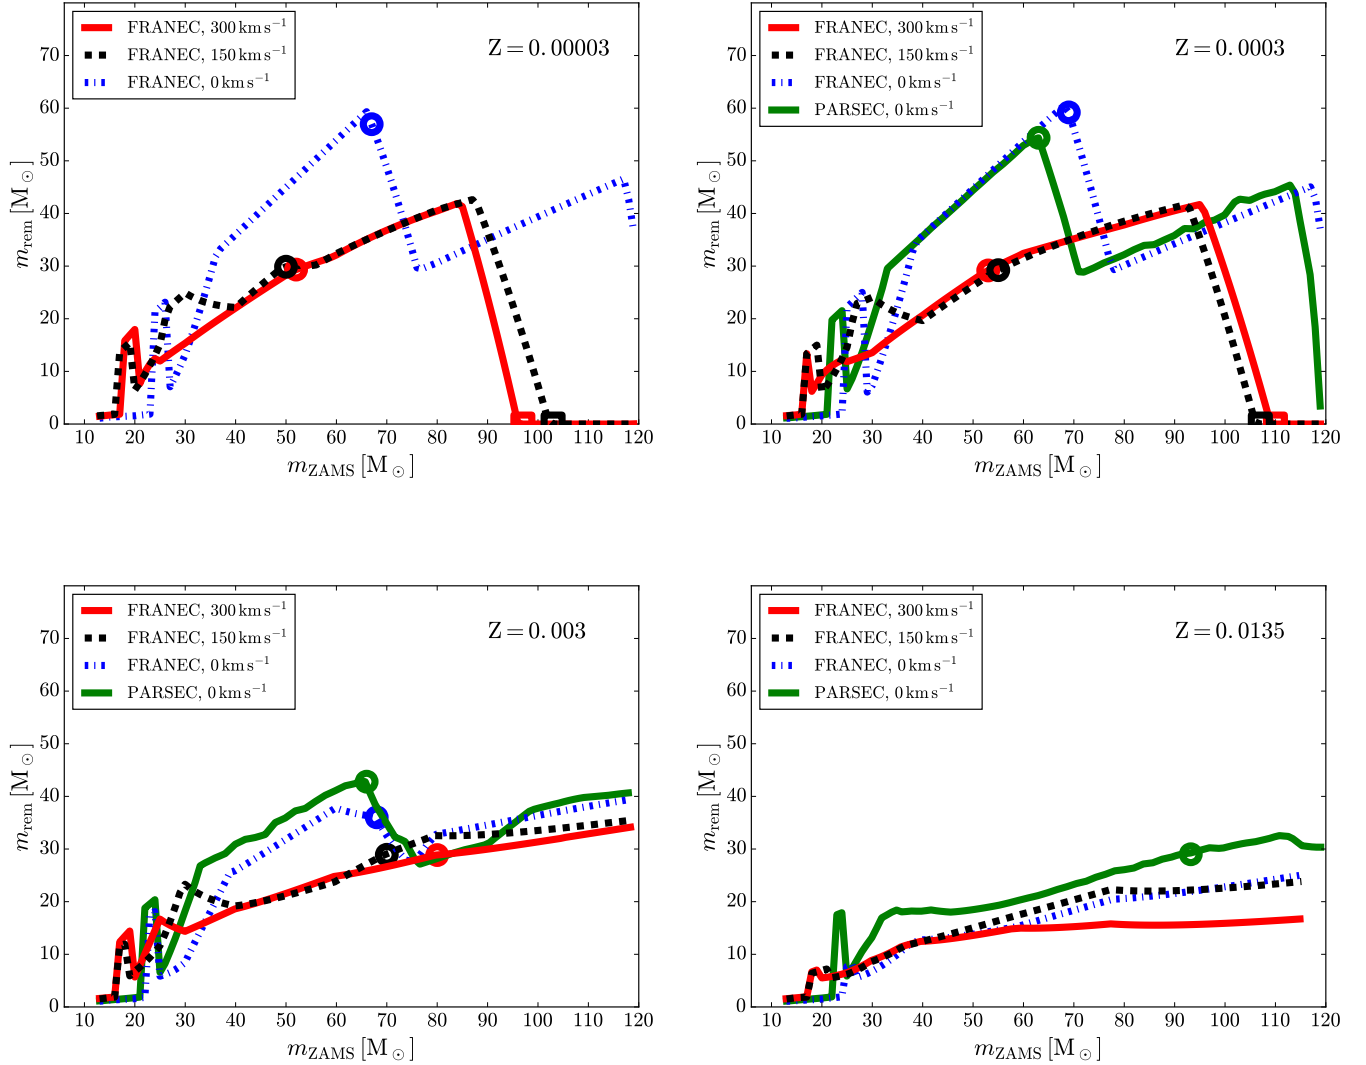 FRANEC, 300 km s⁻¹
FRANEC, 150 km s⁻¹
FRANEC, 0 km s⁻¹
Z = 0.00003
m_rem [M_⊙]
70
60
50
40
30
20
10
0
10 20 30 40 50 60 70 80 90 100 110 120
m_ZAMS [M_⊙]
FRANEC, 300 km s⁻¹
FRANEC, 150 km s⁻¹
FRANEC, 0 km s⁻¹
PARSEC, 0 km s⁻¹
Z = 0.0003
m_rem [M_⊙]
70
60
50
40
30
20
10
0
10 20 30 40 50 60 70 80 90 100 110 120
m_ZAMS [M_⊙]
FRANEC, 300 km s⁻¹
FRANEC, 150 km s⁻¹
FRANEC, 0 km s⁻¹
PARSEC, 0 km s⁻¹
Z = 0.003
m_rem [M_⊙]
70
60
50
40
30
20
10
0
10 20 30 40 50 60 70 80 90 100 110 120
m_ZAMS [M_⊙]
FRANEC, 300 km s⁻¹
FRANEC, 150 km s⁻¹
FRANEC, 0 km s⁻¹
PARSEC, 0 km s⁻¹
Z = 0.0135
m_rem [M_⊙]
70
60
50
40
30
20
10
0
10 20 30 40 50 60 70 80 90 100 110 120
m_ZAMS [M_⊙]